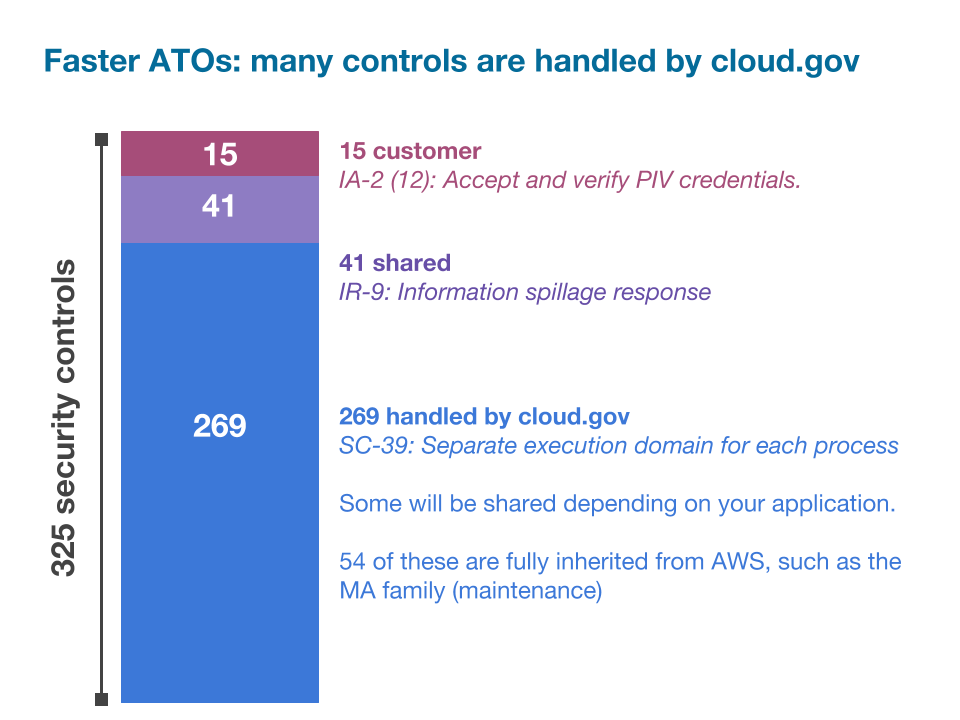 Faster ATOs: many controls are handled by cloud.gov
325 security controls
15
41
269
15 customer
IA-2 (12): Accept and verify PIV credentials.
41 shared
IR-9: Information spillage response
269 handled by cloud.gov
SC-39: Separate execution domain for each process
Some will be shared depending on your application.
54 of these are fully inherited from AWS, such as the
MA family (maintenance)